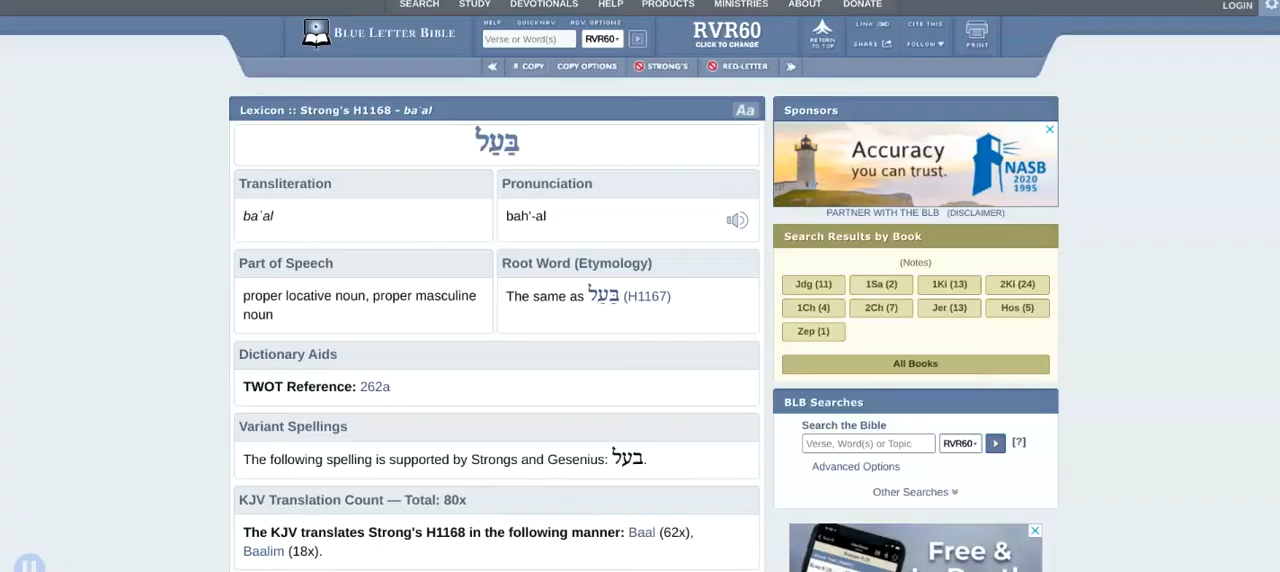 SEARCH STUDY DEVOTIONALS HELP PRODUCTS MINISTRIES ABOUT DONATE
LOGIN
BLUE LETTER BIBLE
HELP QUICKNAV ADV. OPTIONS
Verse or Word(s) RVR60
RVR60
CLICK TO CHANGE
RETURN TO TOP
LINK
CITE THIS
SHARE
FOLLOW
PRINT
COPY COPY OPTIONS STRONG'S RED-LETTER
Lexicon :: Strong's H1168 - baʿal
Aa
בַּעַל
Transliteration
baʿal
Pronunciation
bah'-al
Part of Speech
proper locative noun, proper masculine
noun
Root Word (Etymology)
The same as בַּעַל (H1167)
Dictionary Aids
TWOT Reference: 262a
Variant Spellings
The following spelling is supported by Strongs and Gesenius: בעל.
KJV Translation Count — Total: 80x
The KJV translates Strong's H1168 in the following manner: Baal (62x),
Baalim (18x).
Sponsors
Accuracy
you can trust.
NASB
2020
1995
PARTNER WITH THE BLB (DISCLAIMER)
Search Results by Book
(Notes)
Jdg (11) 1Sa (2) 1Ki (13) 2Ki (24)
1Ch (4) 2Ch (7) Jer (13) Hos (5)
Zep (1)
All Books
BLB Searches
Search the Bible
Verse, Word(s) or Topic RVR60 [?]
Advanced Options
Other Searches
Free &